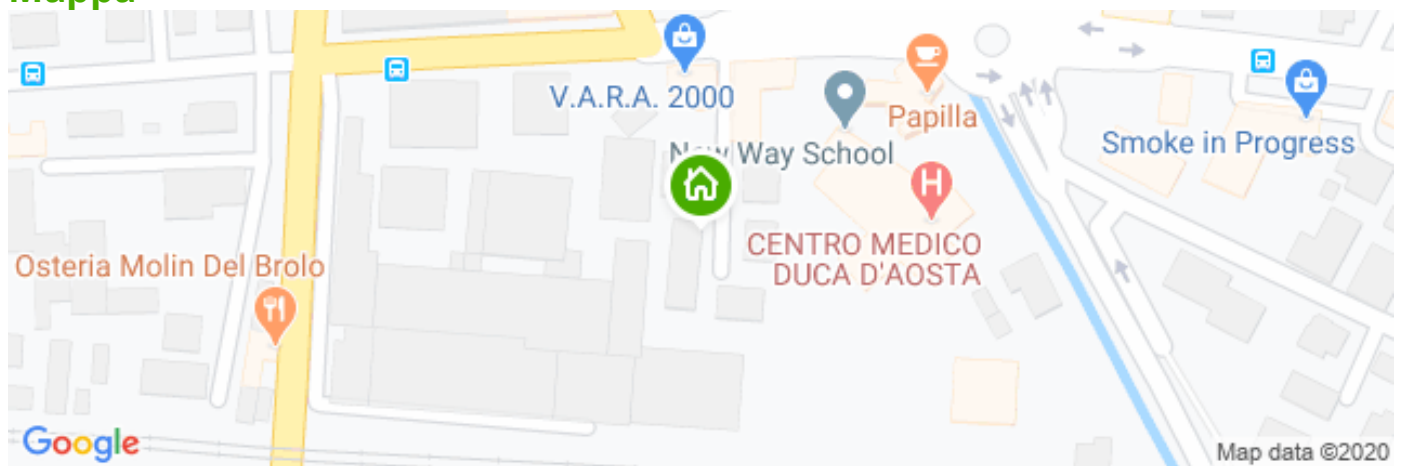 Mappa
V.A.R.A. 2000
Papilla
Smoke in Progress
New Way School
CENTRO MEDICO
DUCA D'AOSTA
Osteria Molin Del Brolo
Google
Map data ©2020